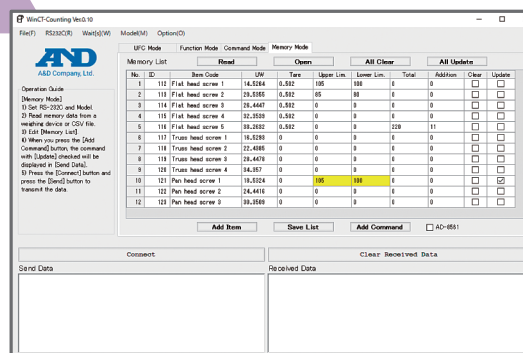 WinCT-Counting Ver.0.10
File(F) RS232C(R) Wait[s](W) Model(M) Option(O)
UFC Mode Function Mode Command Mode Memory Mode
AND
A&D Company, Ltd.
Operation Guide
[Memory Mode]
1) Set RS-232C and Model.
2) Read memory data from a
weighing device or CSV file.
3) Edit [Memory List].
4) When you press the [Add
Command] button, the command
with [Update] checked will be
displayed in [Send Data].
5) Press the [Connect] button and
press the [Send] button to
transmit the data.
Memory List Read Open All Clear All Update
No. ID Item Code UW Tare Upper Lim. Lower Lim. Total Addition Clear Update
1 112 Flat head screw 1 14.5264 0.502 105 100 0 0
2 113 Flat head screw 2 20.5355 0.502 85 80 0 0
3 114 Flat head screw 3 26.4447 0.502 0 0 0 0
4 115 Flat head screw 4 32.3539 0.502 0 0 0 0
5 116 Flat head screw 5 38.2632 0.502 0 0 220 11
6 117 Truss head screw 1 16.5293 0 0 0 0 0
7 118 Truss head screw 2 22.4385 0 0 0 0 0
8 119 Truss head screw 3 28.4478 0 0 0 0 0
9 120 Truss head screw 4 34.357 0 0 0 0 0
10 121 Pan head screw 1 18.5324 0 105 100 0 0
11 122 Pan head screw 2 24.4416 0 0 0 0 0
12 123 Pan head screw 3 30.3509 0 0 0 0 0
Add Item Save List Add Command AD-8561
Connect Clear Received Data
Send Data Received Data